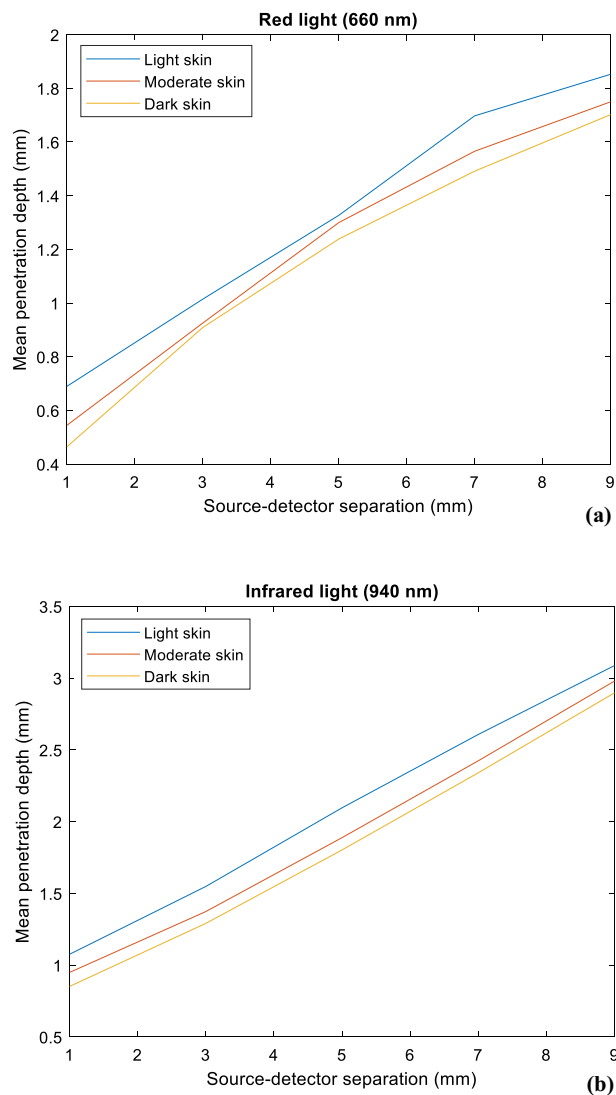 Red light (660 nm)
2.2
2
1.8
1.6
1.4
1.2
1
0.8
0.6
0.4
Mean penetration depth (mm)
Light skin
Moderate skin
Dark skin
1 2 3 4 5 6 7 8 9
Source-detector separation (mm)
(a)
Infrared light (940 nm)
3.5
3
2.5
2
1.5
1
0.5
Mean penetration depth (mm)
Light skin
Moderate skin
Dark skin
1 2 3 4 5 6 7 8 9
Source-detector separation (mm)
(b)